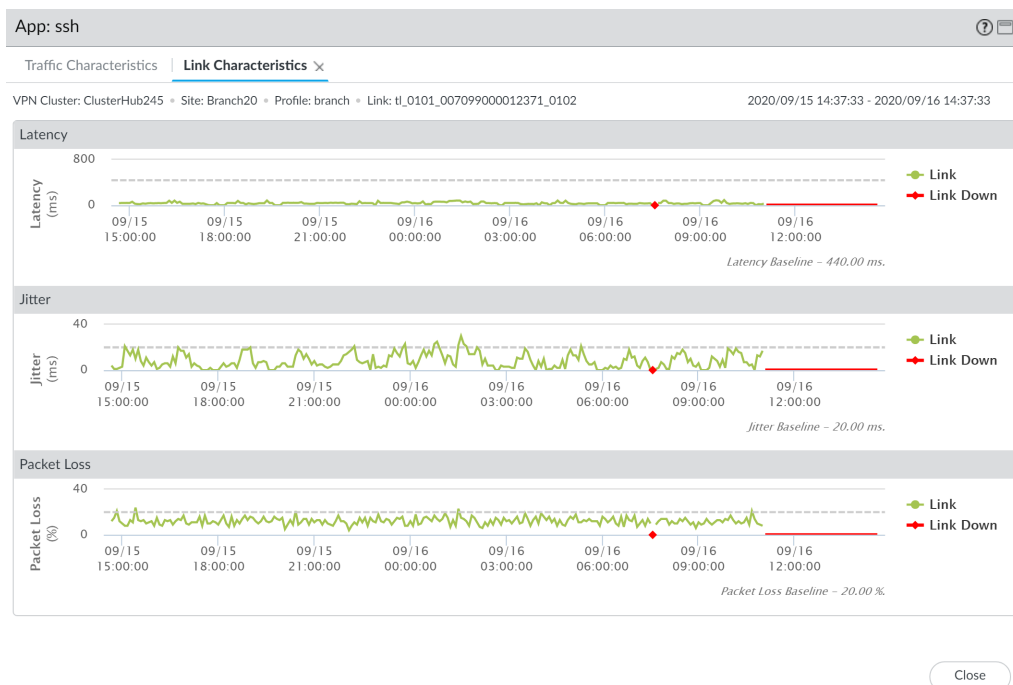 App: ssh
?
Traffic Characteristics Link Characteristics ×
VPN Cluster: ClusterHub245 • Site: Branch20 • Profile: branch • Link: tl_0101_007099000012371_0102 2020/09/15 14:37:33 - 2020/09/16 14:37:33
Latency
800
0
Latency
(ms)
09/15 09/15 09/15 09/16 09/16 09/16 09/16 09/16
15:00:00 18:00:00 21:00:00 00:00:00 03:00:00 06:00:00 09:00:00 12:00:00
Link
Link Down
Latency Baseline – 440.00 ms.
Jitter
40
0
Jitter
(ms)
09/15 09/15 09/15 09/16 09/16 09/16 09/16 09/16
15:00:00 18:00:00 21:00:00 00:00:00 03:00:00 06:00:00 09:00:00 12:00:00
Link
Link Down
Jitter Baseline – 20.00 ms.
Packet Loss
40
0
Packet Loss
(%)
09/15 09/15 09/15 09/16 09/16 09/16 09/16 09/16
15:00:00 18:00:00 21:00:00 00:00:00 03:00:00 06:00:00 09:00:00 12:00:00
Link
Link Down
Packet Loss Baseline – 20.00 %.
Close